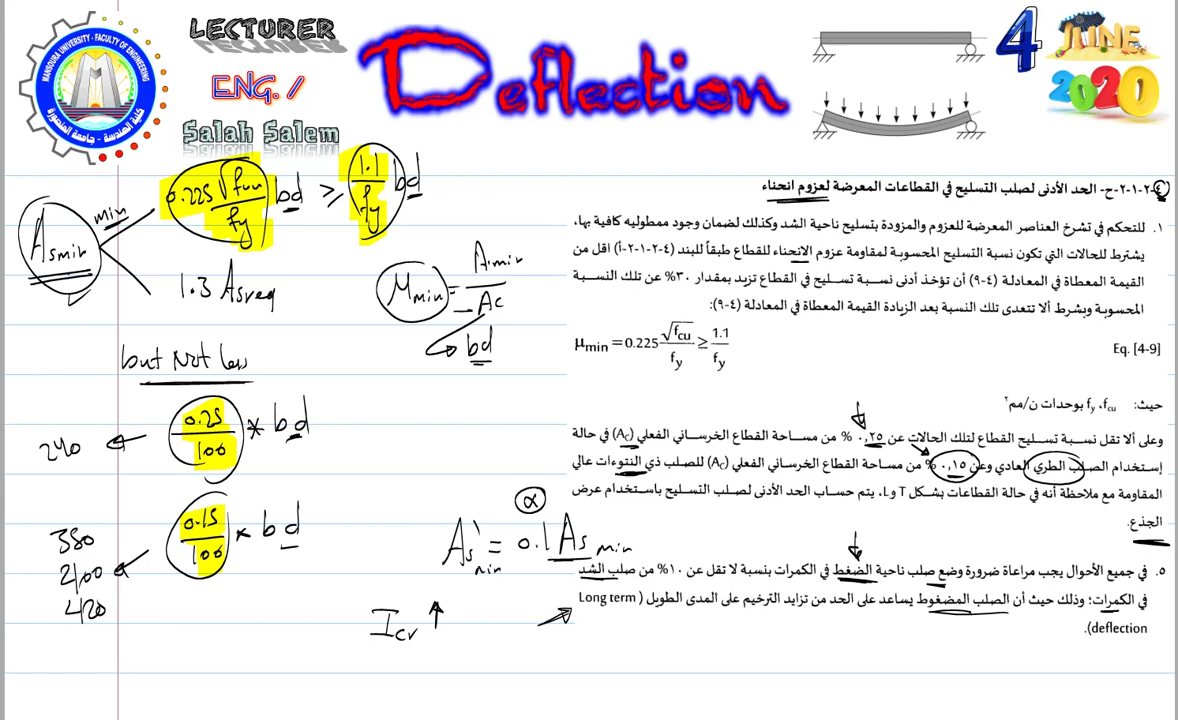 MANSOURA UNIVERSITY - FACULTY OF ENGINEERING
كلية الهندسة - جامعة المنصورة
LECTURER
ENG. /
Salah Salem
Deflection
4 JUNE
2020
As min
min
0.225 √fcu / fy bd ≥ 1.1 / fy bd
1.3 Asreq
μmin = Asmin / Ac
bd
but Not less
240 ← 0.25 / 100 * bd
380
2400 ← 0.15 / 100 * bd
420
α
As' min = 0.1 As min
Icr ↑
٤-٢-١-٢-ح- الحد الأدنى لصلب التسليح في القطاعات المعرضة لعزوم انحناء
١. للتحكم في تشرخ العناصر المعرضة للعزوم والمزودة بتسليح ناحية الشد وكذلك لضمان وجود ممطوليه كافية بها،
يشترط للحالات التي تكون نسبة التسليح المحسوبة لمقاومة عزوم الانحناء للقطاع طبقاً للبند (٤-٢-١-٢-أ) اقل من
القيمة المعطاة في المعادلة (٤-٩) أن تؤخذ أدنى نسبة تسليح في القطاع تزيد بمقدار ٣٠% عن تلك النسبة
المحسوبة وبشرط ألا تتعدى تلك النسبة بعد الزيادة القيمة المعطاة في المعادلة (٤-٩):
μmin = 0.225 √fcu / fy ≥ 1.1 / fy Eq. [4-9]
حيث: fy ،fcu بوحدات ن/مم٢
وعلى ألا تقل نسبة تسليح القطاع لتلك الحالات عن ٠,٢٥ % من مساحة القطاع الخرساني الفعلي (Ac) في حالة
إستخدام الصلب الطري العادي وعن ٠,١٥ % من مساحة القطاع الخرساني الفعلي (Ac) للصلب ذي النتوءات عالي
المقاومة مع ملاحظة أنه في حالة القطاعات بشكل T و L، يتم حساب الحد الأدنى لصلب التسليح باستخدام عرض
الجذع.
٥. في جميع الأحوال يجب مراعاة ضرورة وضع صلب ناحية الضغط في الكمرات بنسبة لا تقل عن ١٠% من صلب الشد
في الكمرات؛ وذلك حيث أن الصلب المضغوط يساعد على الحد من تزايد الترخيم على المدى الطويل (Long term
deflection).